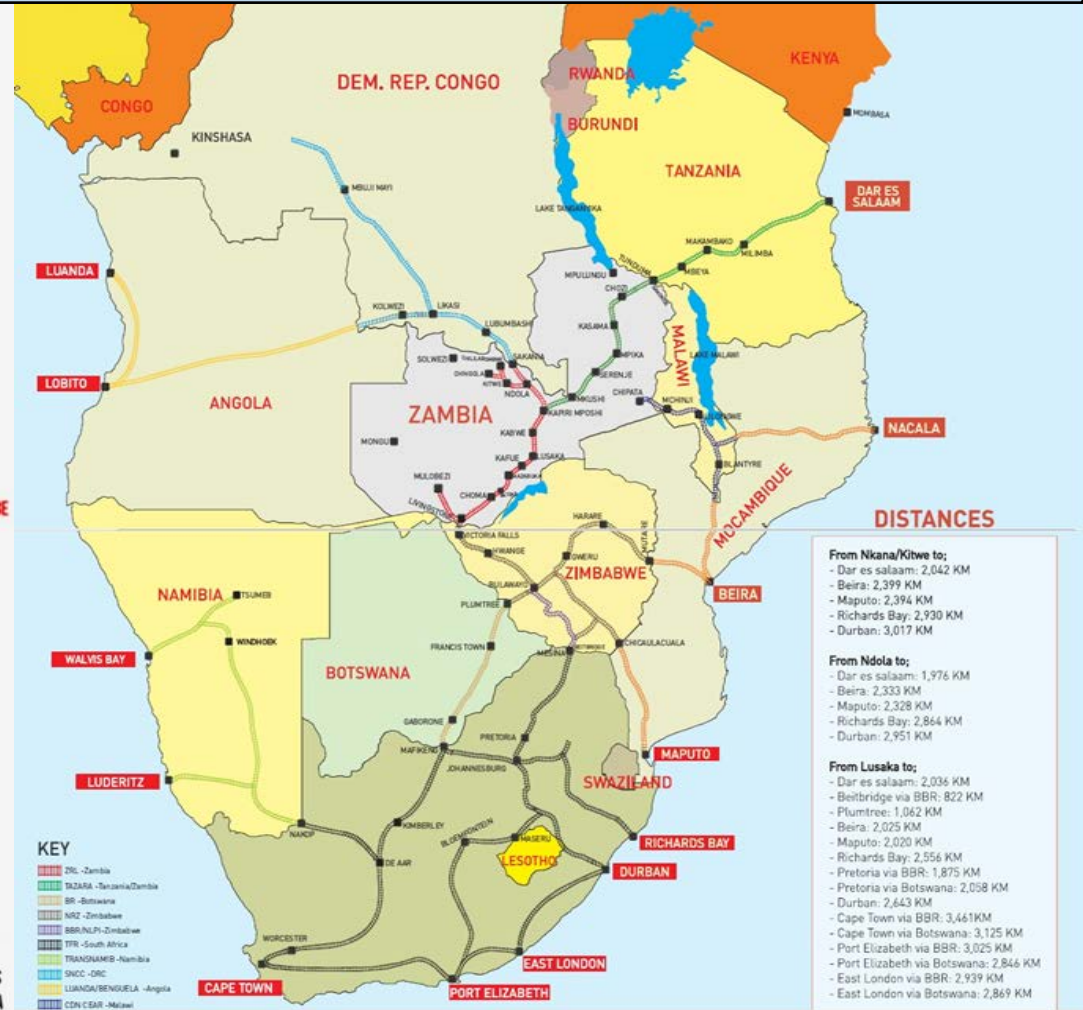 CONGO
DEM. REP. CONGO
RWANDA
KENYA
KINSHASA
BURUNDI
MOMBASA
MBUJI MAYI
TANZANIA
LAKE TANGANYIKA
DAR ES
SALAAM
MAKAMBAKO
MILIMBA
TUNDUMA
MBEYA
LUANDA
MPULUNGU
CHOZI
KOLWEZI
LIKASI
LUBUMBASHI
KASAMA
MALAWI
LAKE MALAWI
SOLWEZI
SAKANIA
MPIKA
CHINGOLA
KITWE
NDOLA
SERENJE
LOBITO
ANGOLA
ZAMBIA
MKUSHI
CHIPATA
MCHINJI
KAPIRI MPOSHI
LILONGWE
NACALA
MONGU
KABWE
KAFUE
LUSAKA
BLANTYRE
MULOBEZI
CHOMA
LIVINGSTONE
MOCAMBIQUE
HARARE
MUTARE
VICTORIA FALLS
HWANGE
GWERU
ZIMBABWE
BULAWAYO
NAMIBIA
TSUMEB
PLUMTREE
BEIRA
WINDHOEK
FRANCIS TOWN
CHICAULACUALA
WALVIS BAY
BOTSWANA
MESINA
GABORONE
PRETORIA
MAFIKENG
JOHANNESBURG
MAPUTO
SWAZILAND
LUDERITZ
NAKOP
KIMBERLEY
BLOEMFONTEIN
MASERU
RICHARDS BAY
LESOTHO
DE AAR
DURBAN
WORCESTER
EAST LONDON
CAPE TOWN
PORT ELIZABETH
KEY
ZRL -Zambia
TAZARA -Tanzania/Zambia
BR -Botswana
NRZ -Zimbabwe
BBR/NLPI-Zimbabwe
TFR -South Africa
TRANSNAMIB -Namibia
SNCC -DRC
LUANDA/BENGUELA -Angola
CDN CEAR -Malawi
DISTANCES
From Nkana/Kitwe to;
- Dar es salaam: 2,042 KM
- Beira: 2,399 KM
- Maputo: 2,394 KM
- Richards Bay: 2,930 KM
- Durban: 3,017 KM
From Ndola to;
- Dar es salaam: 1,976 KM
- Beira: 2,333 KM
- Maputo: 2,328 KM
- Richards Bay: 2,864 KM
- Durban: 2,951 KM
From Lusaka to;
- Dar es salaam: 2,036 KM
- Beitbridge via BBR: 822 KM
- Plumtree: 1,062 KM
- Beira: 2,025 KM
- Maputo: 2,020 KM
- Richards Bay: 2,556 KM
- Pretoria via BBR: 1,875 KM
- Pretoria via Botswana: 2,058 KM
- Durban: 2,643 KM
- Cape Town via BBR: 3,461KM
- Cape Town via Botswana: 3,125 KM
- Port Elizabeth via BBR: 3,025 KM
- Port Elizabeth via Botswana: 2,846 KM
- East London via BBR: 2,939 KM
- East London via Botswana: 2,869 KM